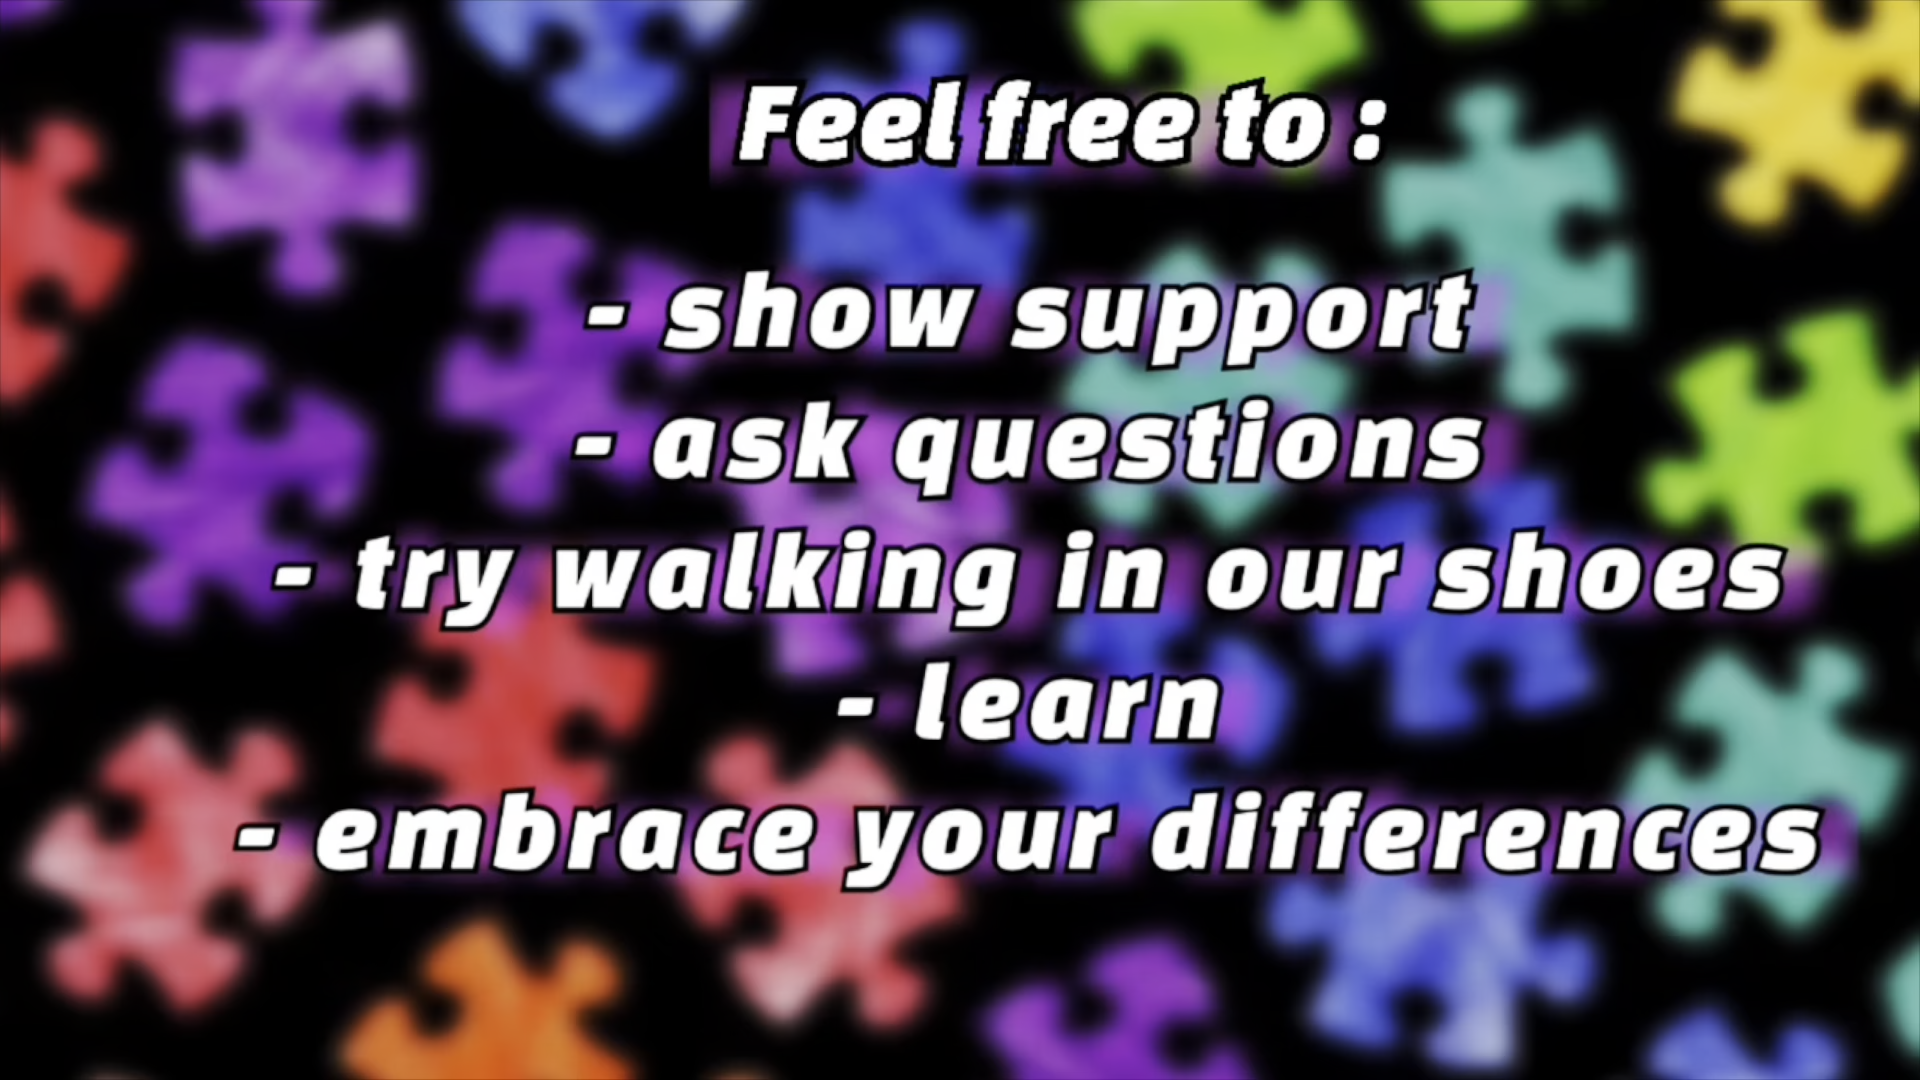 Feel free to :
- show support
- ask questions
- try walking in our shoes
- learn
- embrace your differences